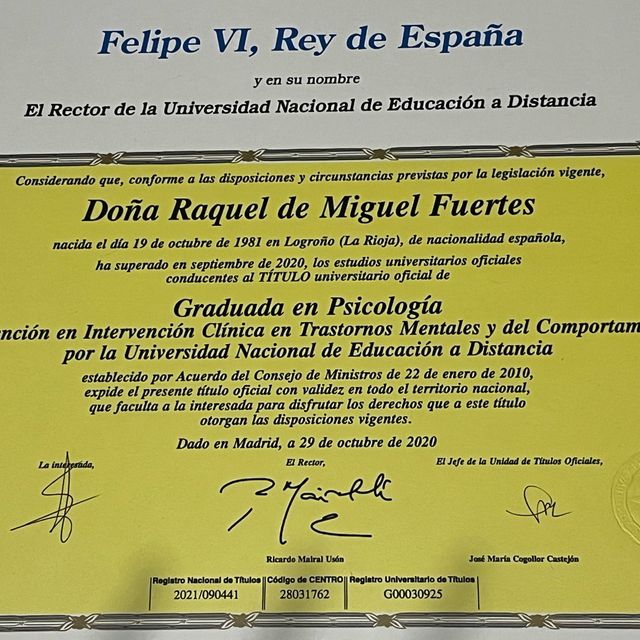 Felipe VI, Rey de España
y en su nombre
El Rector de la Universidad Nacional de Educación a Distancia
Considerando que, conforme a las disposiciones y circunstancias previstas por la legislación vigente,
Doña Raquel de Miguel Fuertes
nacida el día 19 de octubre de 1981 en Logroño (La Rioja), de nacionalidad española,
ha superado en septiembre de 2020, los estudios universitarios oficiales
conducentes al TÍTULO universitario oficial de
Graduada en Psicología
ención en Intervención Clínica en Trastornos Mentales y del Comportam
por la Universidad Nacional de Educación a Distancia
establecido por Acuerdo del Consejo de Ministros de 22 de enero de 2010,
expide el presente título oficial con validez en todo el territorio nacional,
que faculta a la interesada para disfrutar los derechos que a este título
otorgan las disposiciones vigentes.
Dado en Madrid, a 29 de octubre de 2020
La interesada, El Rector, El Jefe de la Unidad de Títulos Oficiales,
Ricardo Mairal Usón José María Cogollor Castejón
Registro Nacional de Títulos Código de CENTRO Registro Universitario de Títulos
2021/090441 28031762 G00030925